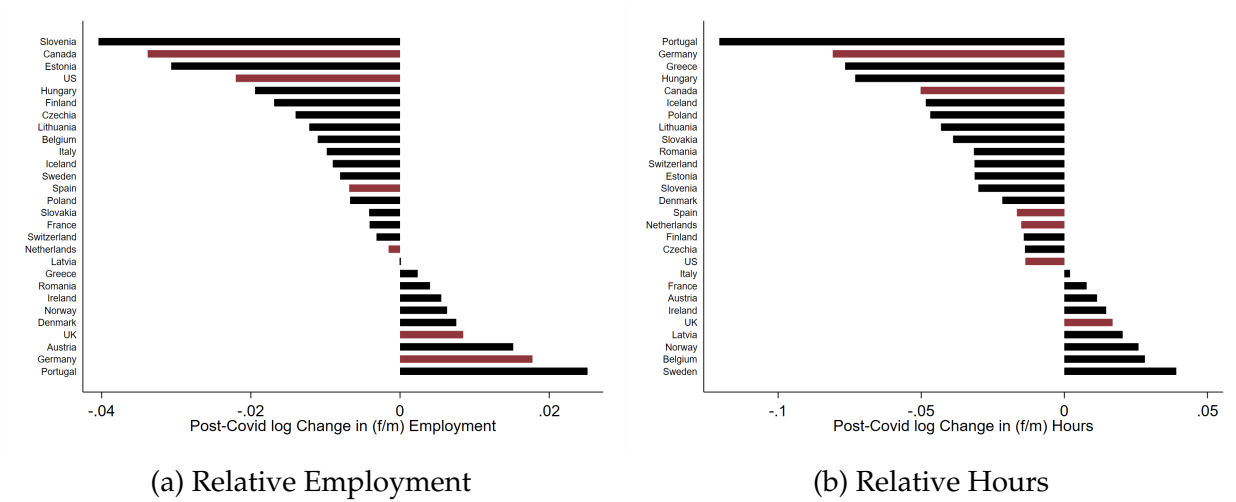 Slovenia
Canada
Estonia
US
Hungary
Finland
Czechia
Lithuania
Belgium
Italy
Iceland
Sweden
Spain
Poland
Slovakia
France
Switzerland
Netherlands
Latvia
Greece
Romania
Ireland
Norway
Denmark
UK
Austria
Germany
Portugal
-.04 -.02 0 .02
Post-Covid log Change in (f/m) Employment
(a) Relative Employment
Portugal
Germany
Greece
Hungary
Canada
Iceland
Poland
Lithuania
Slovakia
Romania
Switzerland
Estonia
Slovenia
Denmark
Spain
Netherlands
Finland
Czechia
US
Italy
France
Austria
Ireland
UK
Latvia
Norway
Belgium
Sweden
-.1 -.05 0 .05
Post-Covid log Change in (f/m) Hours
(b) Relative Hours